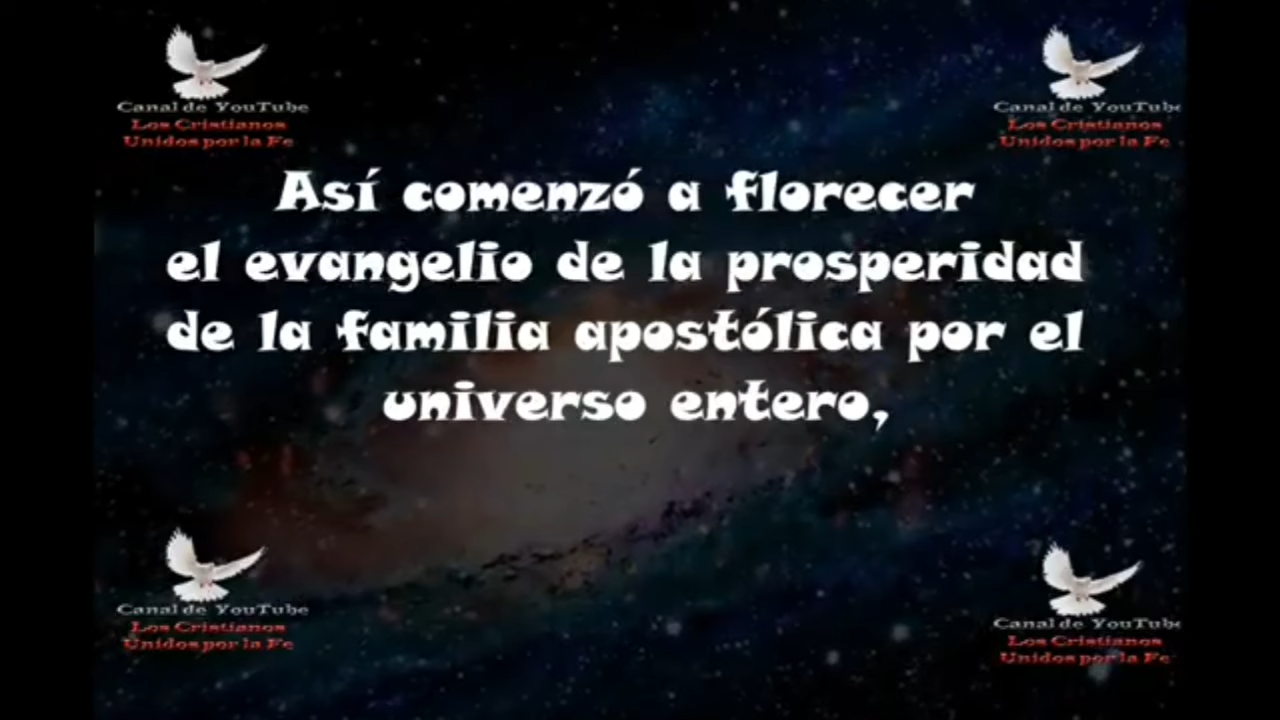 Canal de YouTube
Los Cristianos
Unidos por la Fe
Canal de YouTube
Los Cristianos
Unidos por la Fe
Así comenzó a florecer
el evangelio de la prosperidad
de la familia apostólica por el
universo entero,
Canal de YouTube
Los Cristianos
Unidos por la Fe
Canal de YouTube
Los Cristianos
Unidos por la Fe